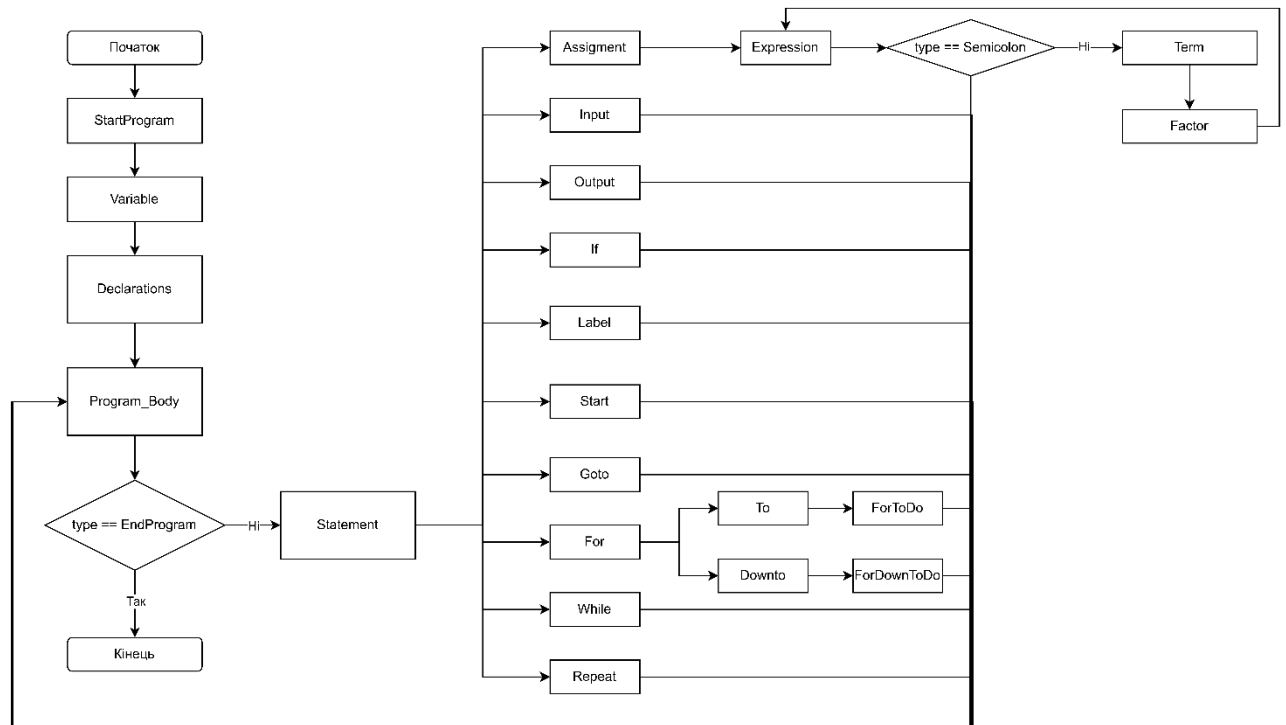 Початок
StartProgram
Variable
Declarations
Program_Body
type == EndProgram
Ні
Так
Кінець
Statement
Assigment
Expression
type == Semicolon
Ні
Term
Factor
Input
Output
If
Label
Start
Goto
For
To
ForToDo
Downto
ForDownToDo
While
Repeat